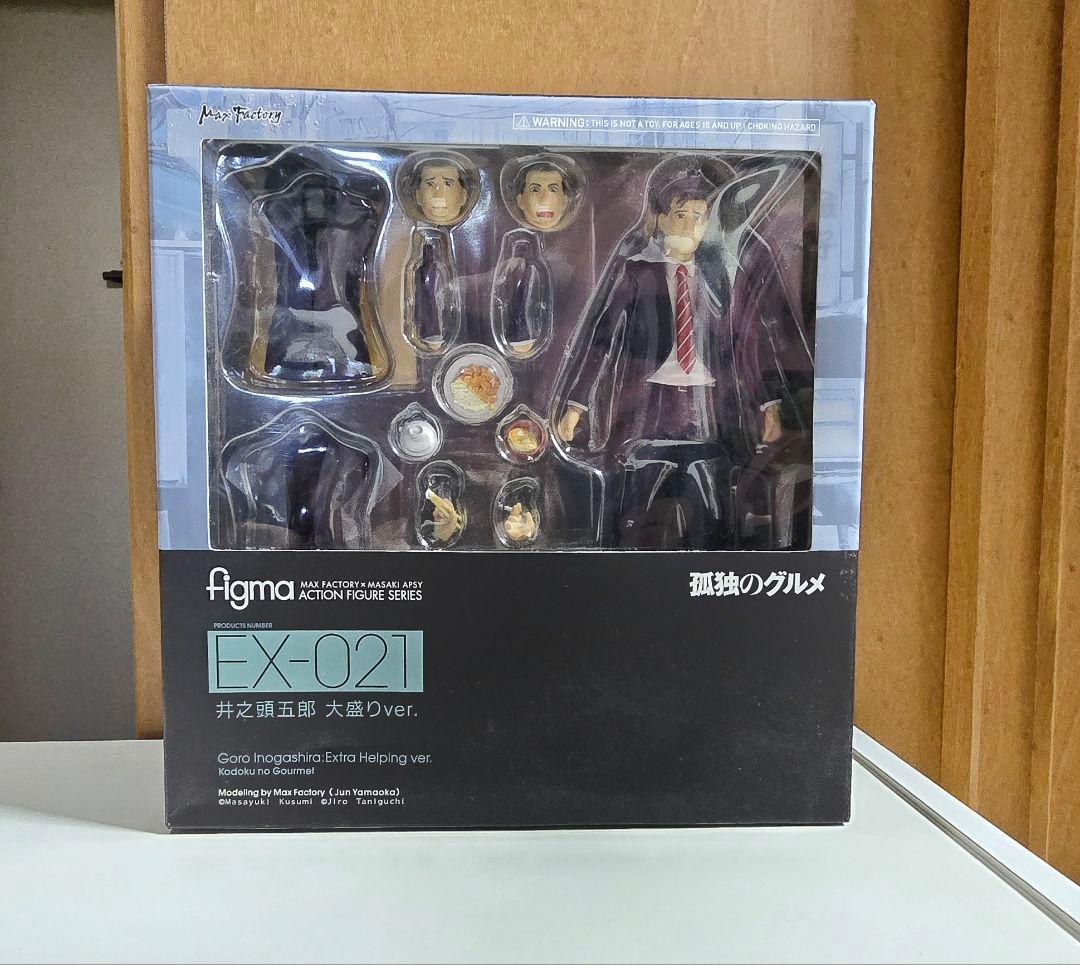 Max Factory
⚠ WARNING: THIS IS NOT A TOY. FOR AGES 15 AND UP. / CHOKING HAZARD
figma MAX FACTORY × MASAKI APSY
ACTION FIGURE SERIES
孤独のグルメ
PRODUCTS NUMBER
EX-021
井之頭五郎 大盛りver.
Goro Inogashira:Extra Helping ver.
Kodoku no Gourmet
Modeling by Max Factory (Jun Yamaoka)
©Masayuki Kusumi ©Jiro Taniguchi